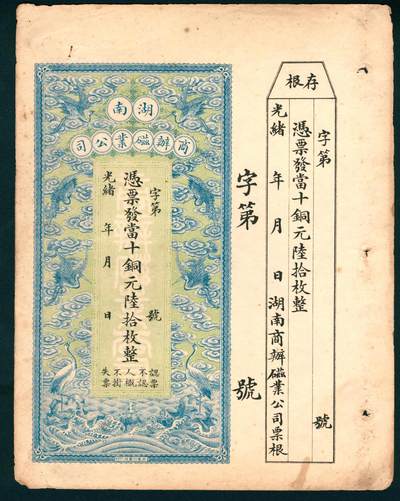 湖南
商辦磁業公司
字第 號
憑票發當十銅元陸拾枚整
光緒 年 月 日
認票不認人概不掛失票
字第 號
存根
字第 號
憑票發當十銅元陸拾枚整
光緒 年 月 日湖南商辦磁業公司票根